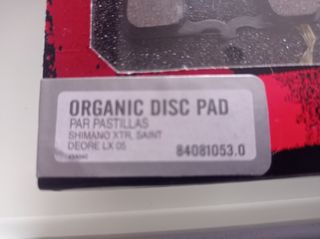 ORGANIC DISC PAD
PAR PASTILLAS
SHIMANO XTR, SAINT
DEORE LX 05
84081053.0